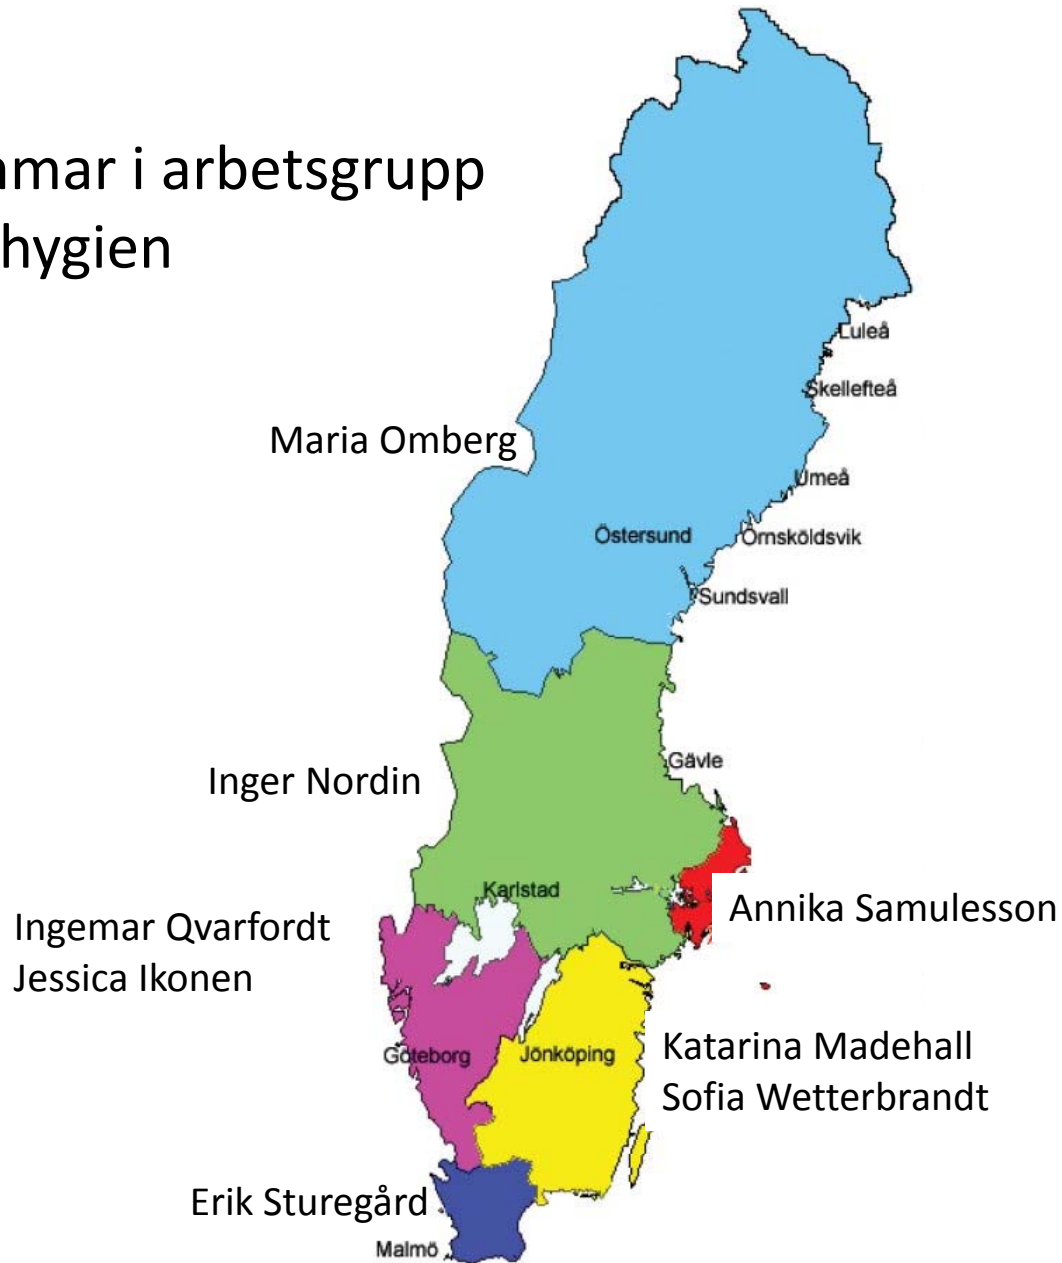 mar i arbetsgrupp
hygien
Luleå
Skellefteå
Maria Omberg
Umeå
Östersund
Örnsköldsvik
Sundsvall
Gävle
Inger Nordin
Karlstad
Annika Samulesson
Ingemar Qvarfordt
Jessica Ikonen
Göteborg
Jönköping
Katarina Madehall
Sofia Wetterbrandt
Erik Sturegård
Malmö